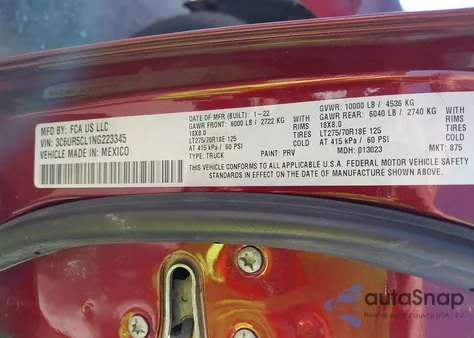 MFD BY: FCA US LLC
VIN: 3C6UR5CL1NG223345
VEHICLE MADE IN: MEXICO
DATE OF MFR (BUILT): 1-22
GAWR FRONT: 6000 LB / 2722 KG
18X8.0
LT275/70R18E 125
AT 415 kPa / 60 PSI
TYPE: TRUCK
PAINT: PRV
GVWR: 10000 LB / 4536 KG
GAWR REAR: 6040 LB / 2740 KG
18X8.0
LT275/70R18E 125
AT 415 kPa / 60 PSI
MDH: 013023
WITH
TIRES
RIMS AT
COLD
WITH
TIRES
RIMS AT
COLD
MKT: 875
THIS VEHICLE CONFORMS TO ALL APPLICABLE U.S.A. FEDERAL MOTOR VEHICLE SAFETY
STANDARDS IN EFFECT ON THE DATE OF MANUFACTURE SHOWN ABOVE.
autoSnap